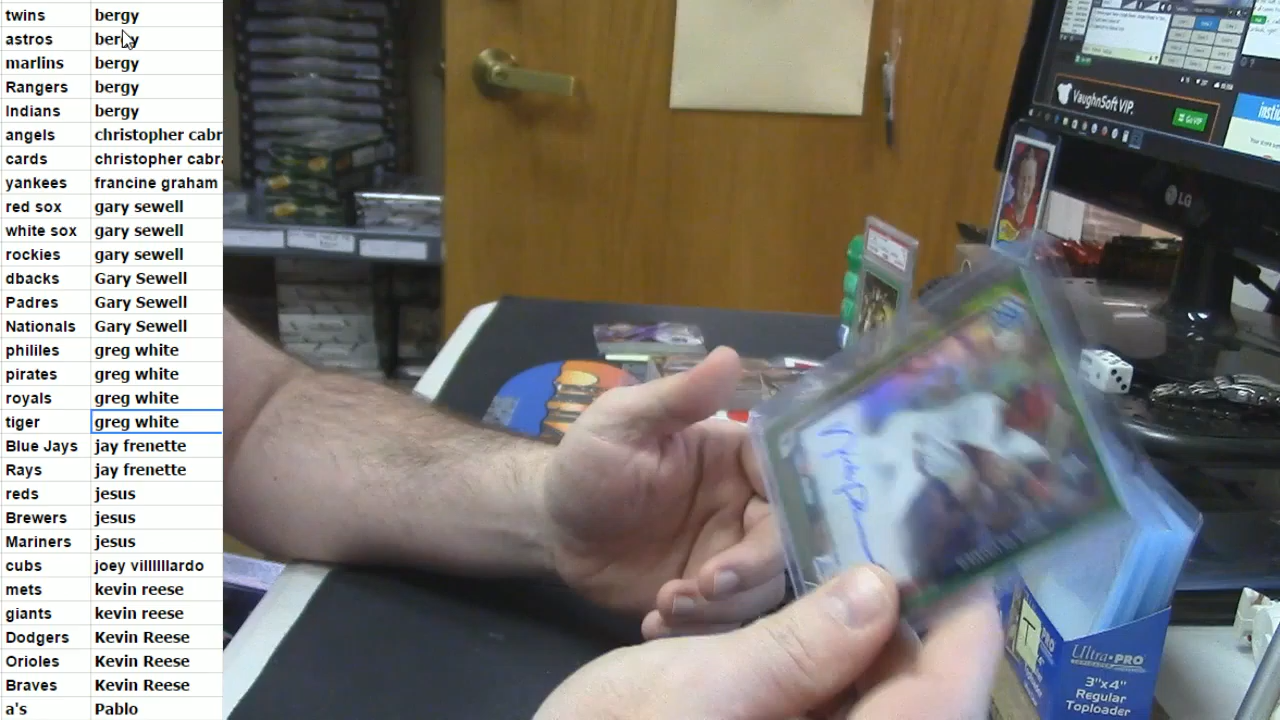 twins bergy
astros bergy
marlins bergy
Rangers bergy
Indians bergy
angels christopher cabr
cards christopher cabra
yankees francine graham
red sox gary sewell
white sox gary sewell
rockies gary sewell
dbacks Gary Sewell
Padres Gary Sewell
Nationals Gary Sewell
phililes greg white
pirates greg white
royals greg white
tiger greg white
Blue Jays jay frenette
Rays jay frenette
reds jesus
Brewers jesus
Mariners jesus
cubs joey villlllardo
mets kevin reese
giants kevin reese
Dodgers Kevin Reese
Orioles Kevin Reese
Braves Kevin Reese
a's Pablo
VaughnSoft VIP.
Go VIP
LG
Ultra•PRO
3"x4"
Regular
Toploader